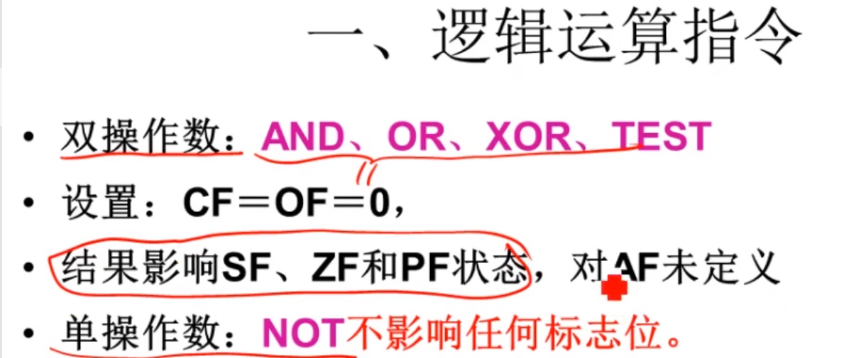 一、逻辑运算指令
• 双操作数：AND、OR、XOR、TEST
• 设置：CF＝OF＝0，
• 结果影响SF、ZF和PF状态，对AF未定义
• 单操作数：NOT不影响任何标志位。